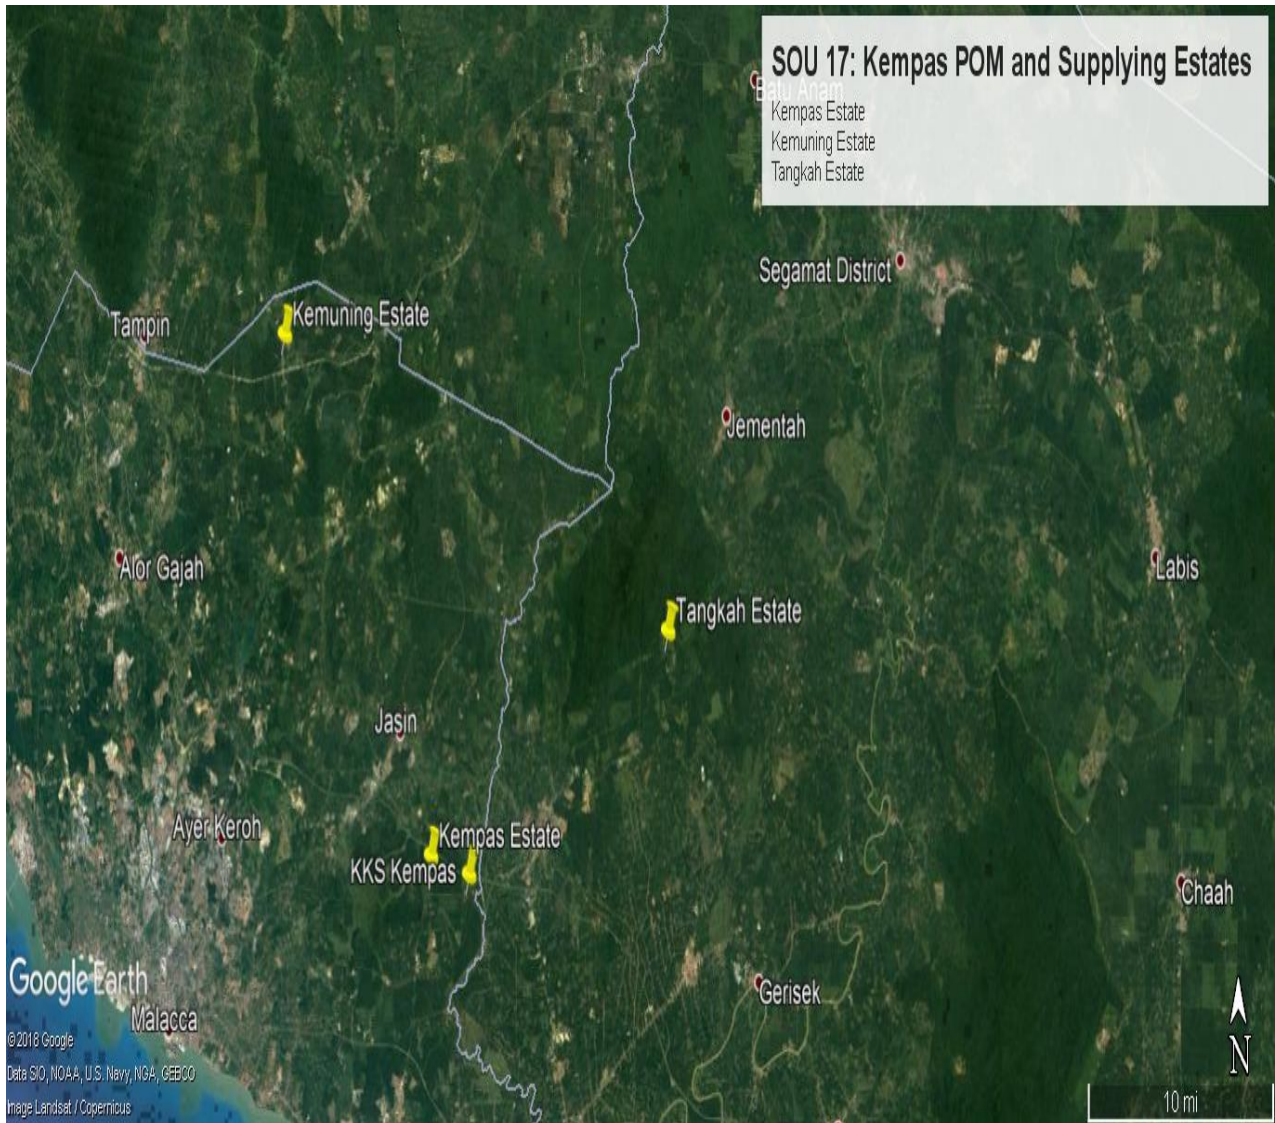 SOU 17: Kempas POM and Supplying Estates
Batu Anam
Kempas Estate
Kemuning Estate
Tangkah Estate
Segamat District
Kemuning Estate
Tampin
Jementah
Alor Gajah
Labis
Tangkah Estate
Jasin
Ayer Keroh
Kempas Estate
KKS Kempas
Chaah
Google Earth
Gerisek
Malacca
©2018 Google
Data SIO, NOAA, U.S. Navy, NGA, GEBCO
Image Landsat / Copernicus
N
10 mi